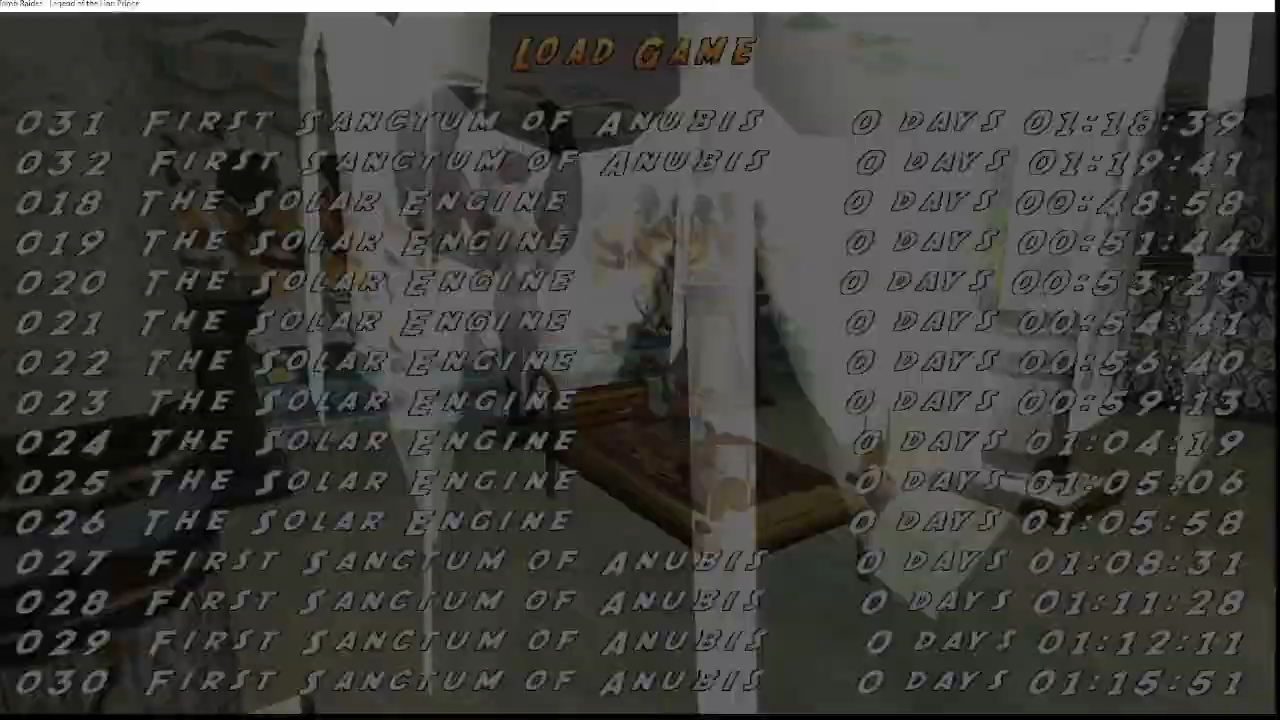 Tomb Raider - Legend of the Lion Prince
LOAD GAME
031 FIRST SANCTUM OF ANUBIS 0 DAYS 01:18:39
032 FIRST SANCTUM OF ANUBIS 0 DAYS 01:19:41
018 THE SOLAR ENGINE 0 DAYS 00:48:58
019 THE SOLAR ENGINE 0 DAYS 00:51:44
020 THE SOLAR ENGINE 0 DAYS 00:53:29
021 THE SOLAR ENGINE 0 DAYS 00:54:41
022 THE SOLAR ENGINE 0 DAYS 00:56:40
023 THE SOLAR ENGINE 0 DAYS 00:59:13
024 THE SOLAR ENGINE 0 DAYS 01:04:19
025 THE SOLAR ENGINE 0 DAYS 01:05:06
026 THE SOLAR ENGINE 0 DAYS 01:05:58
027 FIRST SANCTUM OF ANUBIS 0 DAYS 01:08:31
028 FIRST SANCTUM OF ANUBIS 0 DAYS 01:11:28
029 FIRST SANCTUM OF ANUBIS 0 DAYS 01:12:11
030 FIRST SANCTUM OF ANUBIS 0 DAYS 01:15:51